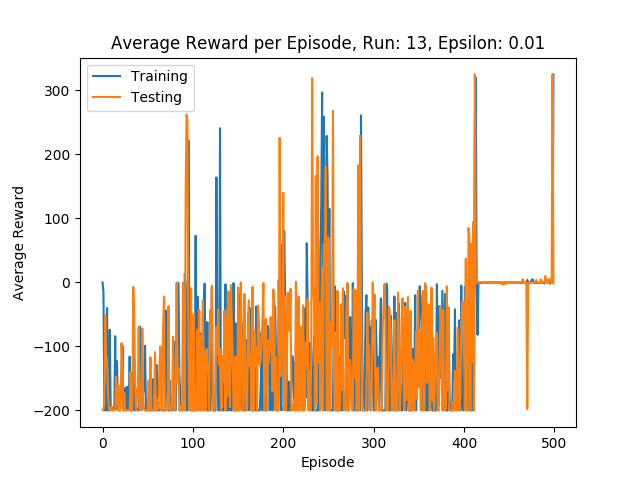 Average Reward per Episode, Run: 13, Epsilon: 0.01
Training
Testing
300
200
100
0
−100
−200
Average Reward
0 100 200 300 400 500
Episode